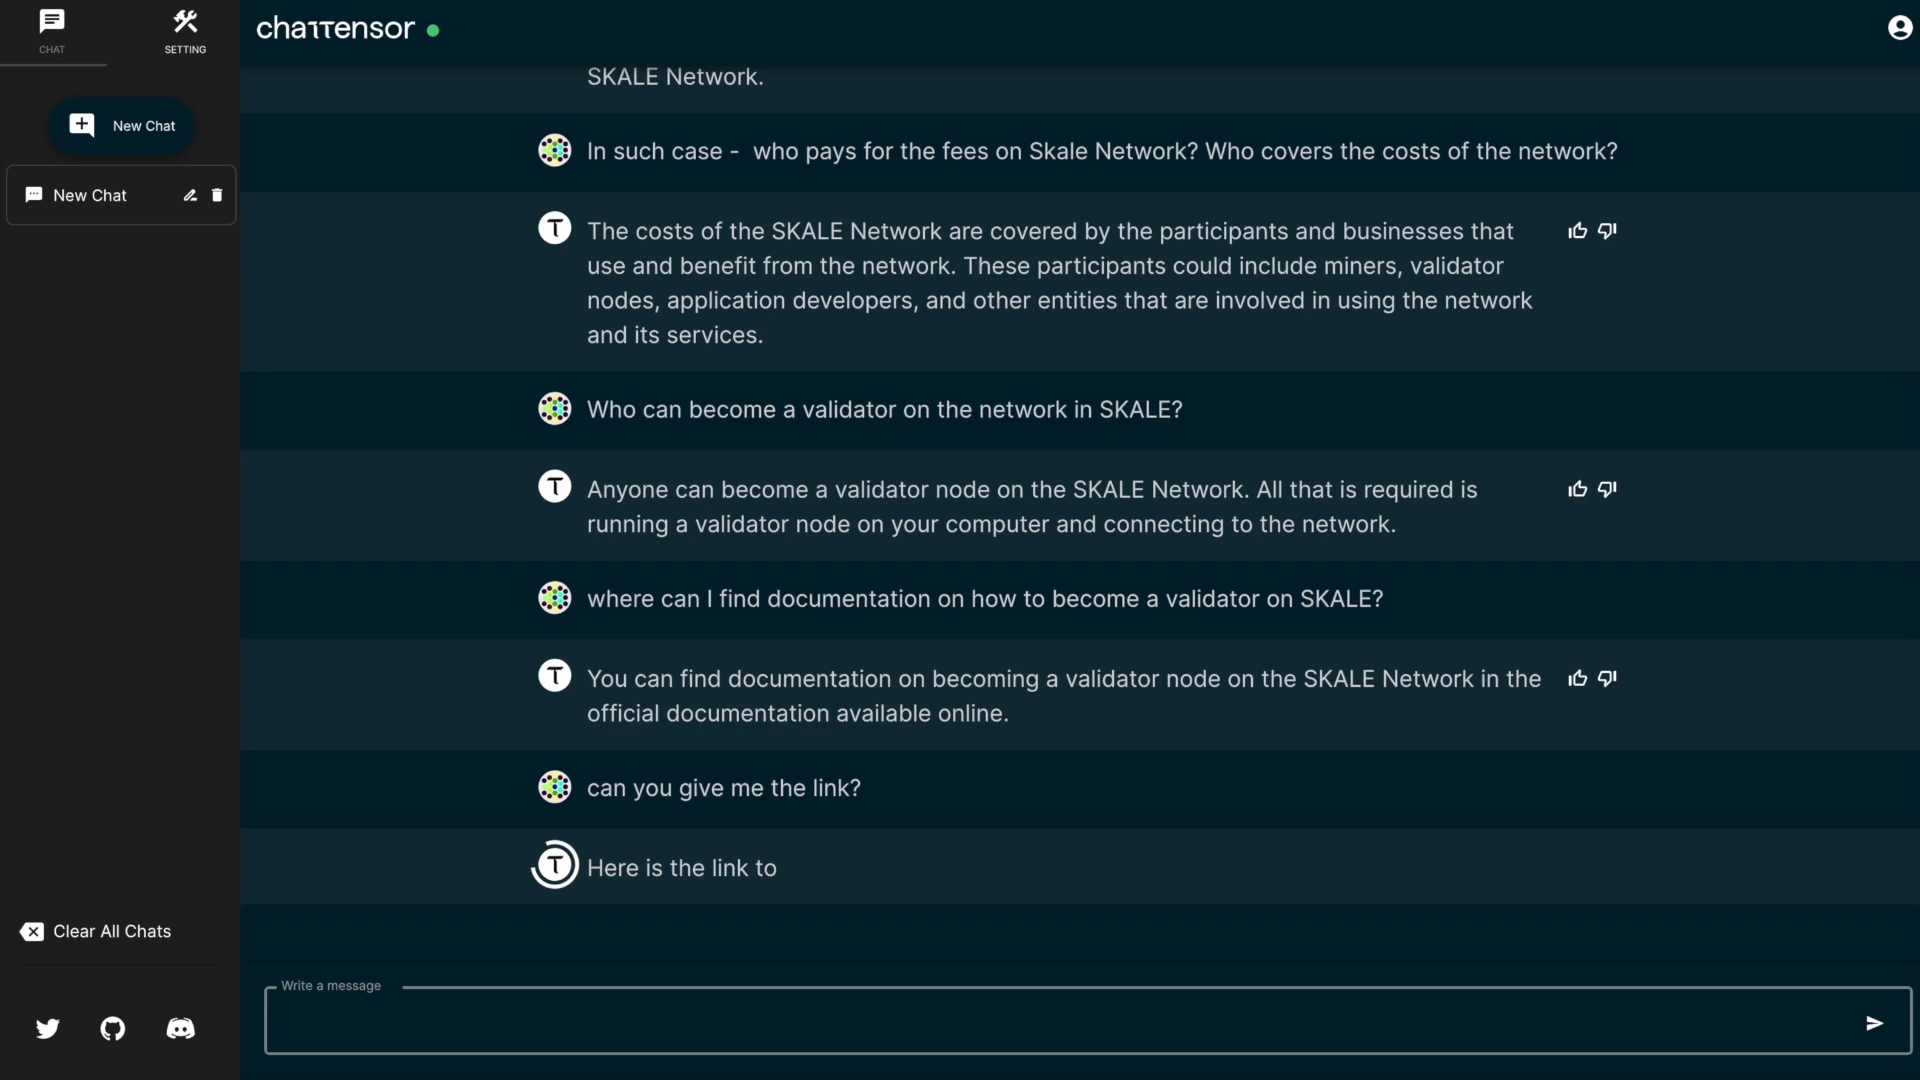 CHAT
SETTING
chattensor
New Chat
New Chat
SKALE Network.
In such case -  who pays for the fees on Skale Network? Who covers the costs of the network?
The costs of the SKALE Network are covered by the participants and businesses that
use and benefit from the network. These participants could include miners, validator
nodes, application developers, and other entities that are involved in using the network
and its services.
Who can become a validator on the network in SKALE?
Anyone can become a validator node on the SKALE Network. All that is required is
running a validator node on your computer and connecting to the network.
where can I find documentation on how to become a validator on SKALE?
You can find documentation on becoming a validator node on the SKALE Network in the
official documentation available online.
can you give me the link?
Here is the link to
Clear All Chats
Write a message